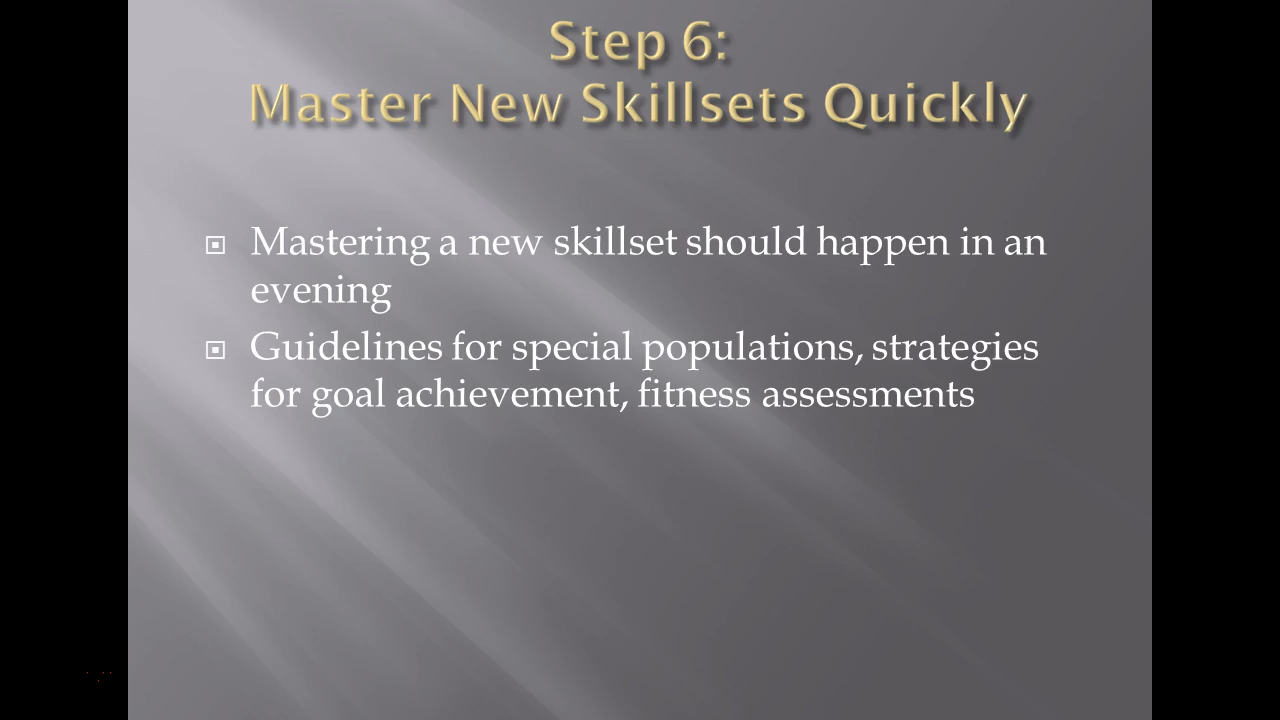 Step 6:
Master New Skillsets Quickly
Mastering a new skillset should happen in an
evening
Guidelines for special populations, strategies
for goal achievement, fitness assessments